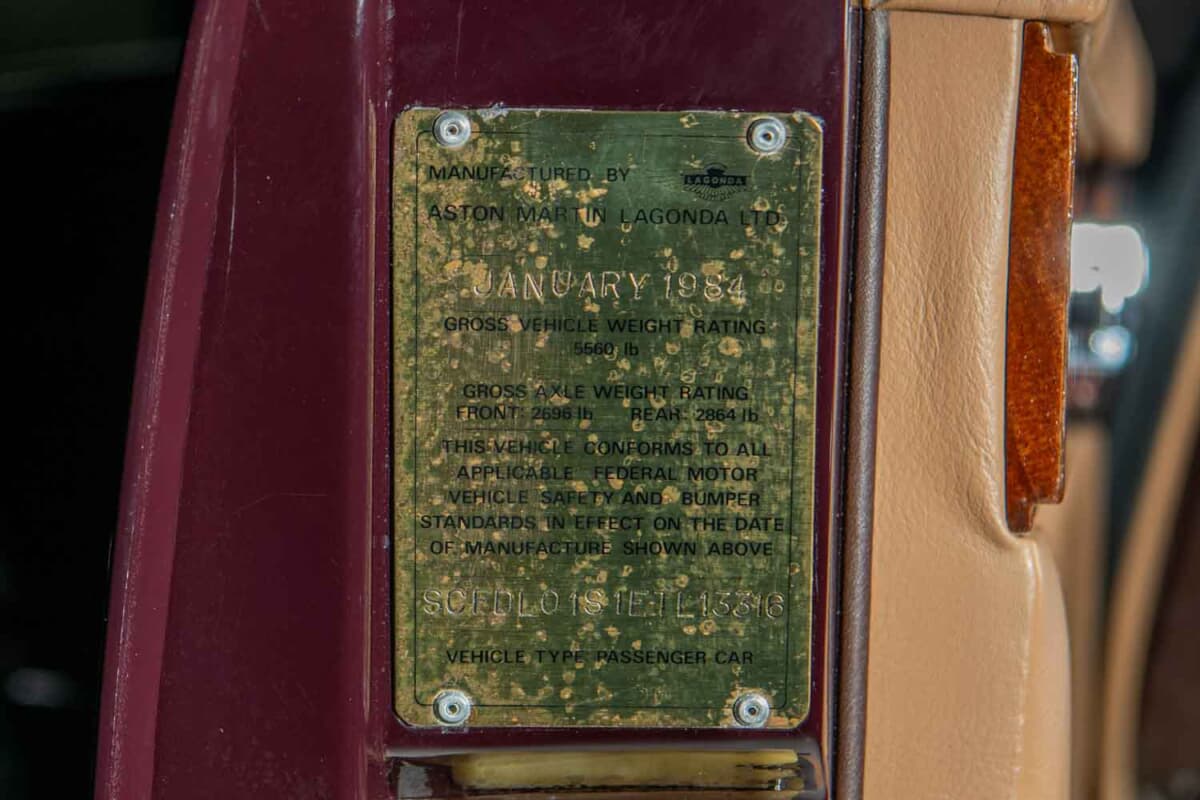 MANUFACTURED BY LAGONDA
ASTON MARTIN LAGONDA LTD
JANUARY 1984
GROSS VEHICLE WEIGHT RATING
5560 lb
GROSS AXLE WEIGHT RATING
FRONT: 2696 lb REAR: 2864 lb
THIS VEHICLE CONFORMS TO ALL
APPLICABLE FEDERAL MOTOR
VEHICLE SAFETY AND BUMPER
STANDARDS IN EFFECT ON THE DATE
OF MANUFACTURE SHOWN ABOVE
SCFDL01S1ETL13316
VEHICLE TYPE PASSENGER CAR